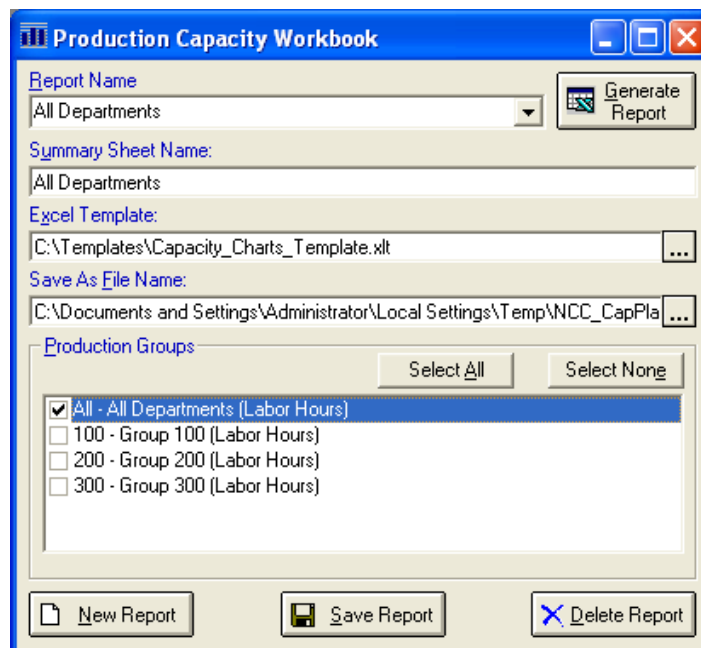 Production Capacity Workbook
Report Name
All Departments
Generate
Report
Summary Sheet Name:
All Departments
Excel Template:
C:\Templates\Capacity_Charts_Template.xlt
...
Save As File Name:
C:\Documents and Settings\Administrator\Local Settings\Temp\NCC_CapPla
...
Production Groups
Select All
Select None
All - All Departments (Labor Hours)
100 - Group 100 (Labor Hours)
200 - Group 200 (Labor Hours)
300 - Group 300 (Labor Hours)
New Report
Save Report
Delete Report